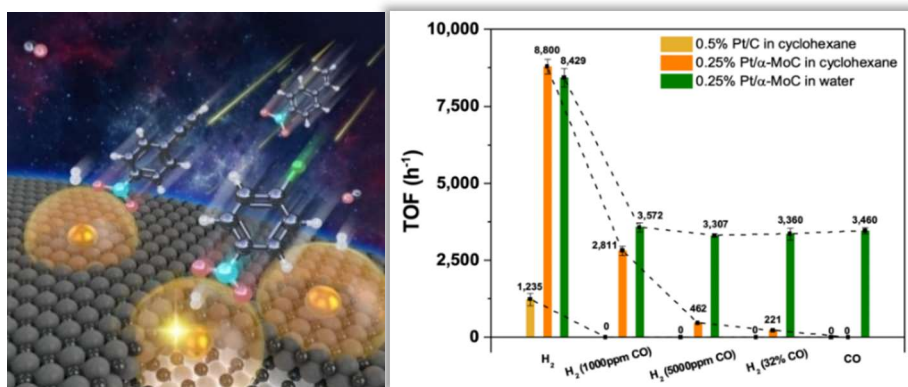 10,000
7,500
5,000
2,500
0
TOF (h⁻¹)
0.5% Pt/C in cyclohexane
0.25% Pt/α-MoC in cyclohexane
0.25% Pt/α-MoC in water
1,235
8,800
8,429
0
2,811
3,572
0
462
3,307
0
221
3,360
0
0
3,460
H₂
H₂ (1000ppm CO)
H₂ (5000ppm CO)
H₂ (32% CO)
CO